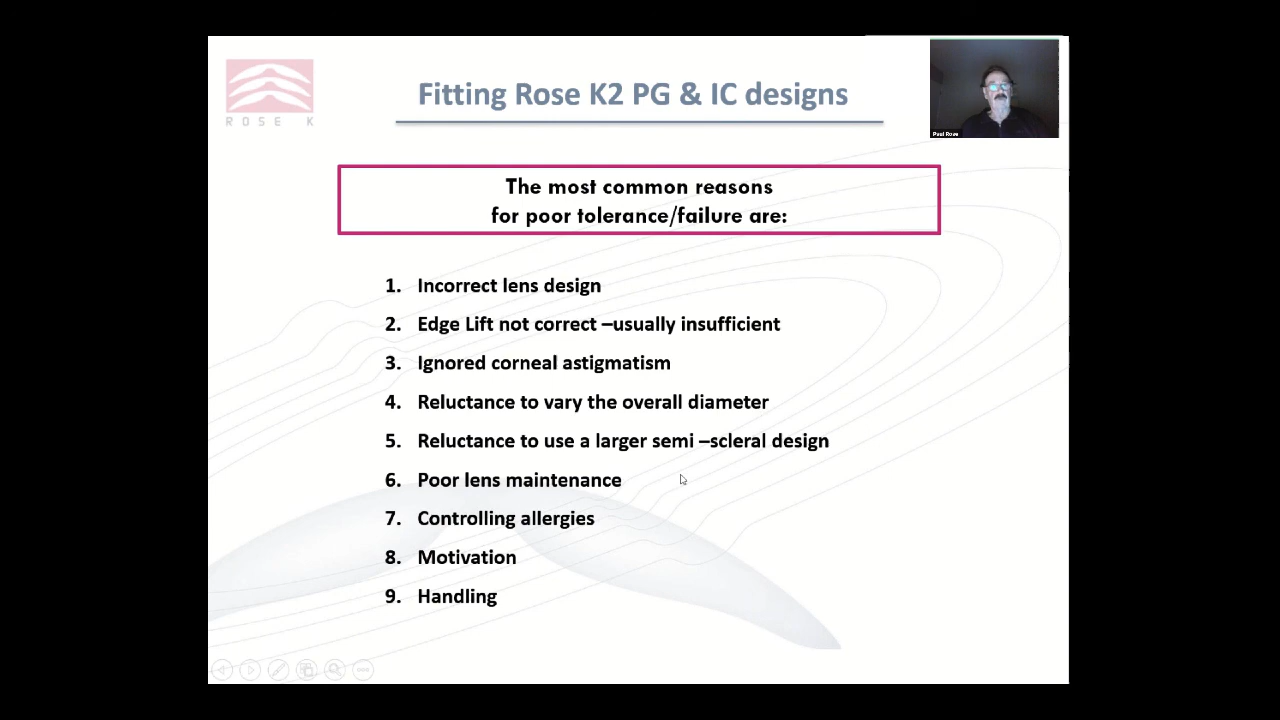 ROSE K
Fitting Rose K2 PG & IC designs
Paul Rose
The most common reasons
for poor tolerance/failure are:
1. Incorrect lens design
2. Edge Lift not correct –usually insufficient
3. Ignored corneal astigmatism
4. Reluctance to vary the overall diameter
5. Reluctance to use a larger semi –scleral design
6. Poor lens maintenance
7. Controlling allergies
8. Motivation
9. Handling